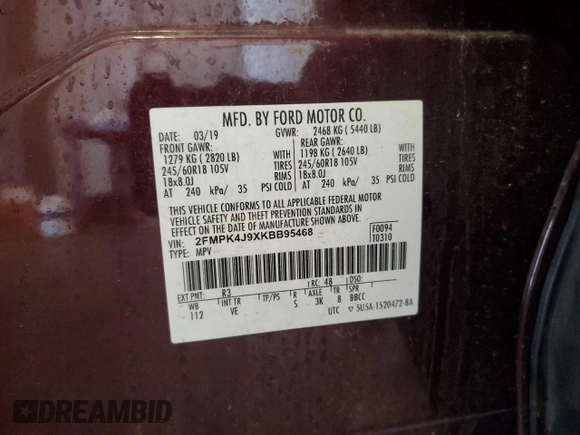 MFD. BY FORD MOTOR CO.
DATE: 03/19 GVWR: 2468 KG ( 5440 LB)
FRONT GAWR: REAR GAWR:
1279 KG ( 2820 LB) WITH 1198 KG ( 2640 LB) WITH
245/60R18 105V TIRES 245/60R18 105V TIRES
18x8.0J RIMS 18x8.0J RIMS
AT 240 kPa/ 35 PSI COLD AT 240 kPa/ 35 PSI COLD
THIS VEHICLE CONFORMS TO ALL APPLICABLE FEDERAL MOTOR
VEHICLE SAFETY AND THEFT PREVENTION STANDARDS IN
EFFECT ON THE DATE OF MANUFACTURE SHOWN ABOVE.
VIN: 2FMPK4J9XKBB95468 F0094
TYPE: MPV T0310
EXT PNT: R3 RC: 48 DSO:
WB INT TR TP/PS R AXLE TR SPR
112 VE S 3K 8 BBCC
UTC ▽ 5U5A-1520472-BA
DREAMBID